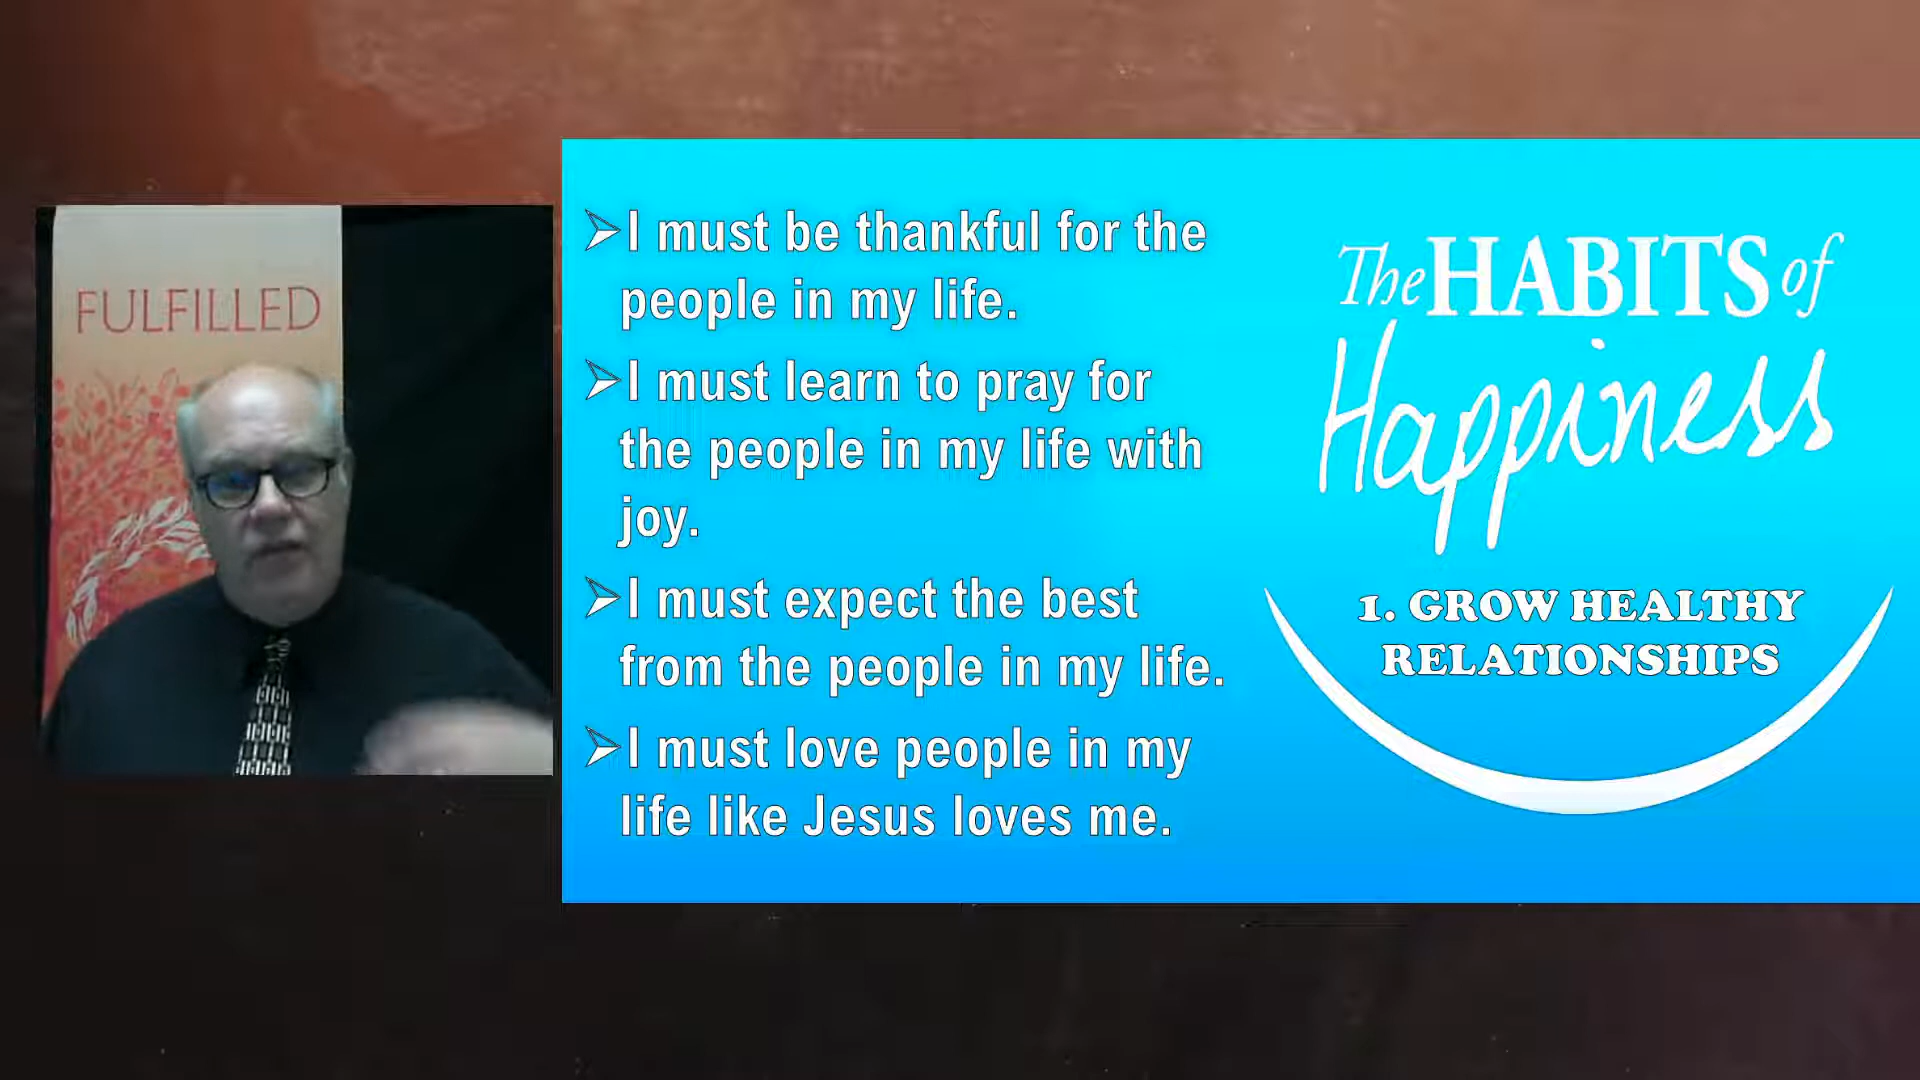 FULFILLED
➢I must be thankful for the
people in my life.
➢I must learn to pray for
the people in my life with
joy.
➢I must expect the best
from the people in my life.
➢I must love people in my
life like Jesus loves me.
The HABITS of
Happiness
1. GROW HEALTHY
RELATIONSHIPS